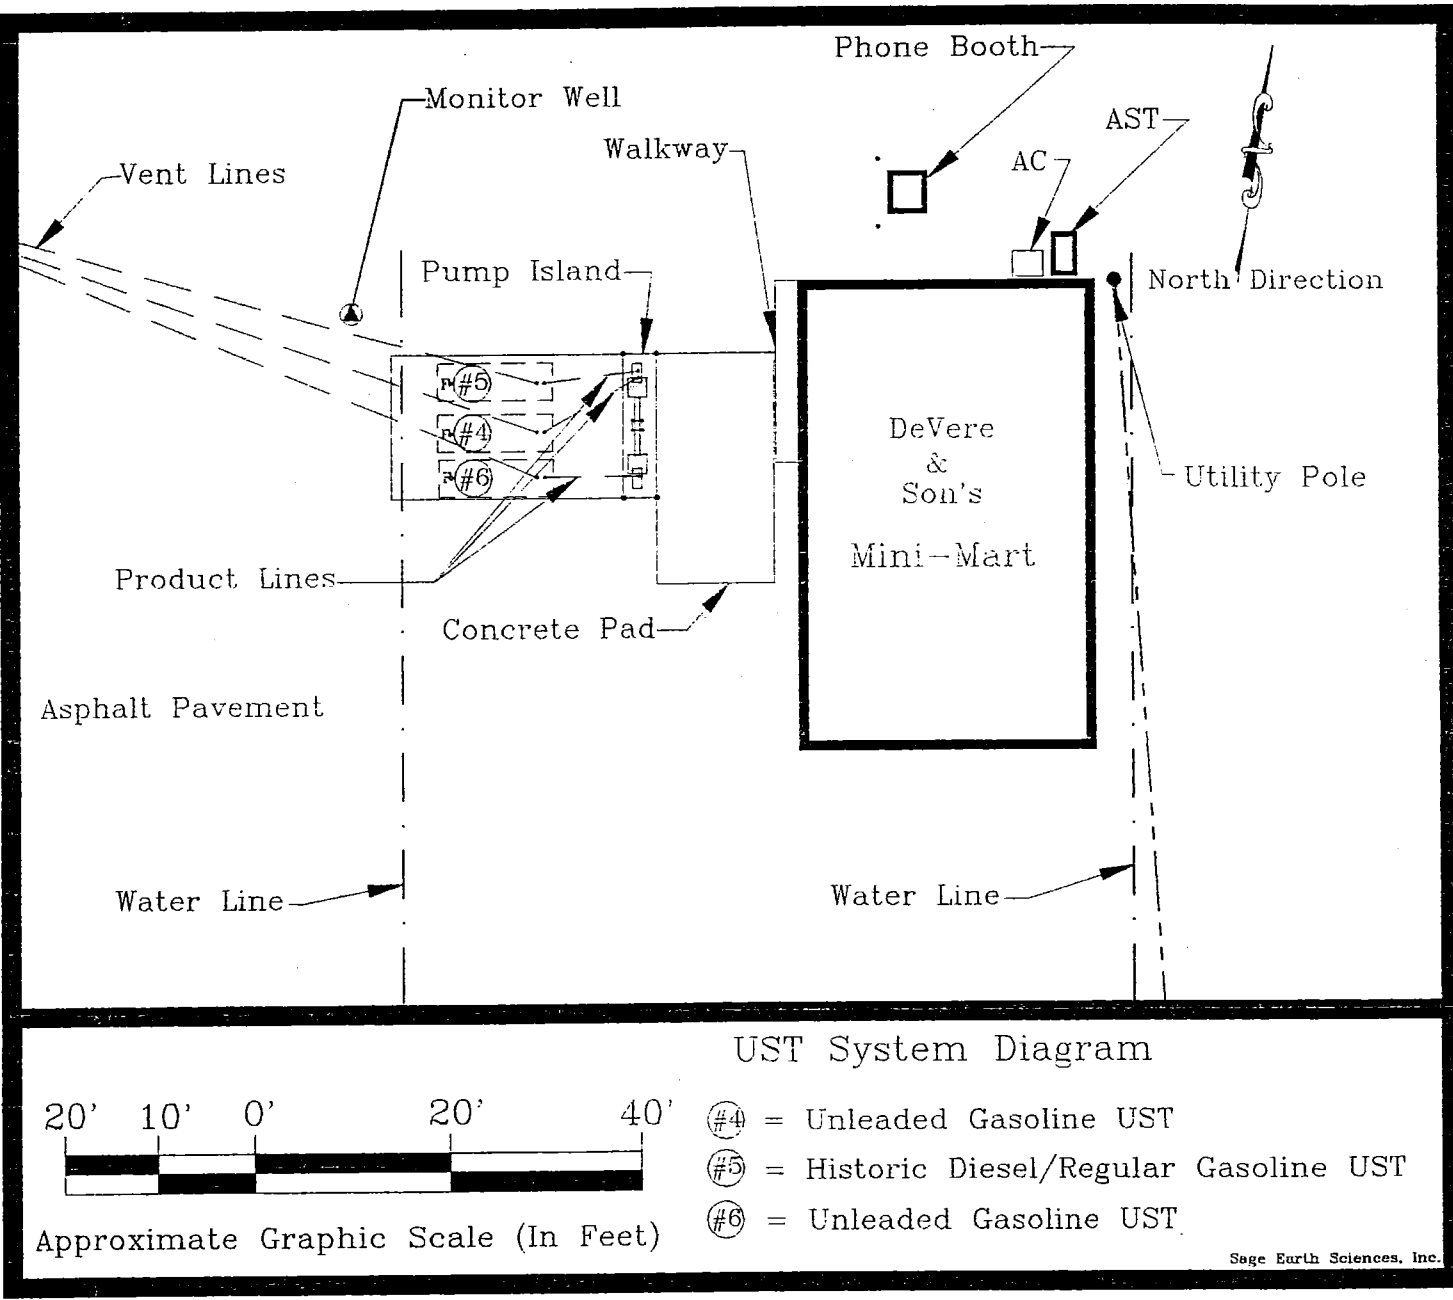 Phone Booth
Monitor Well
AST
Walkway
AC
Vent Lines
Pump Island
North Direction
#5
#4
#6
DeVere
&
Son's
Mini-Mart
Utility Pole
Product Lines
Concrete Pad
Asphalt Pavement
Water Line
Water Line
UST System Diagram
20' 10' 0' 20' 40'
#4 = Unleaded Gasoline UST
#5 = Historic Diesel/Regular Gasoline UST
#6 = Unleaded Gasoline UST
Approximate Graphic Scale (In Feet)
Sage Earth Sciences, Inc.